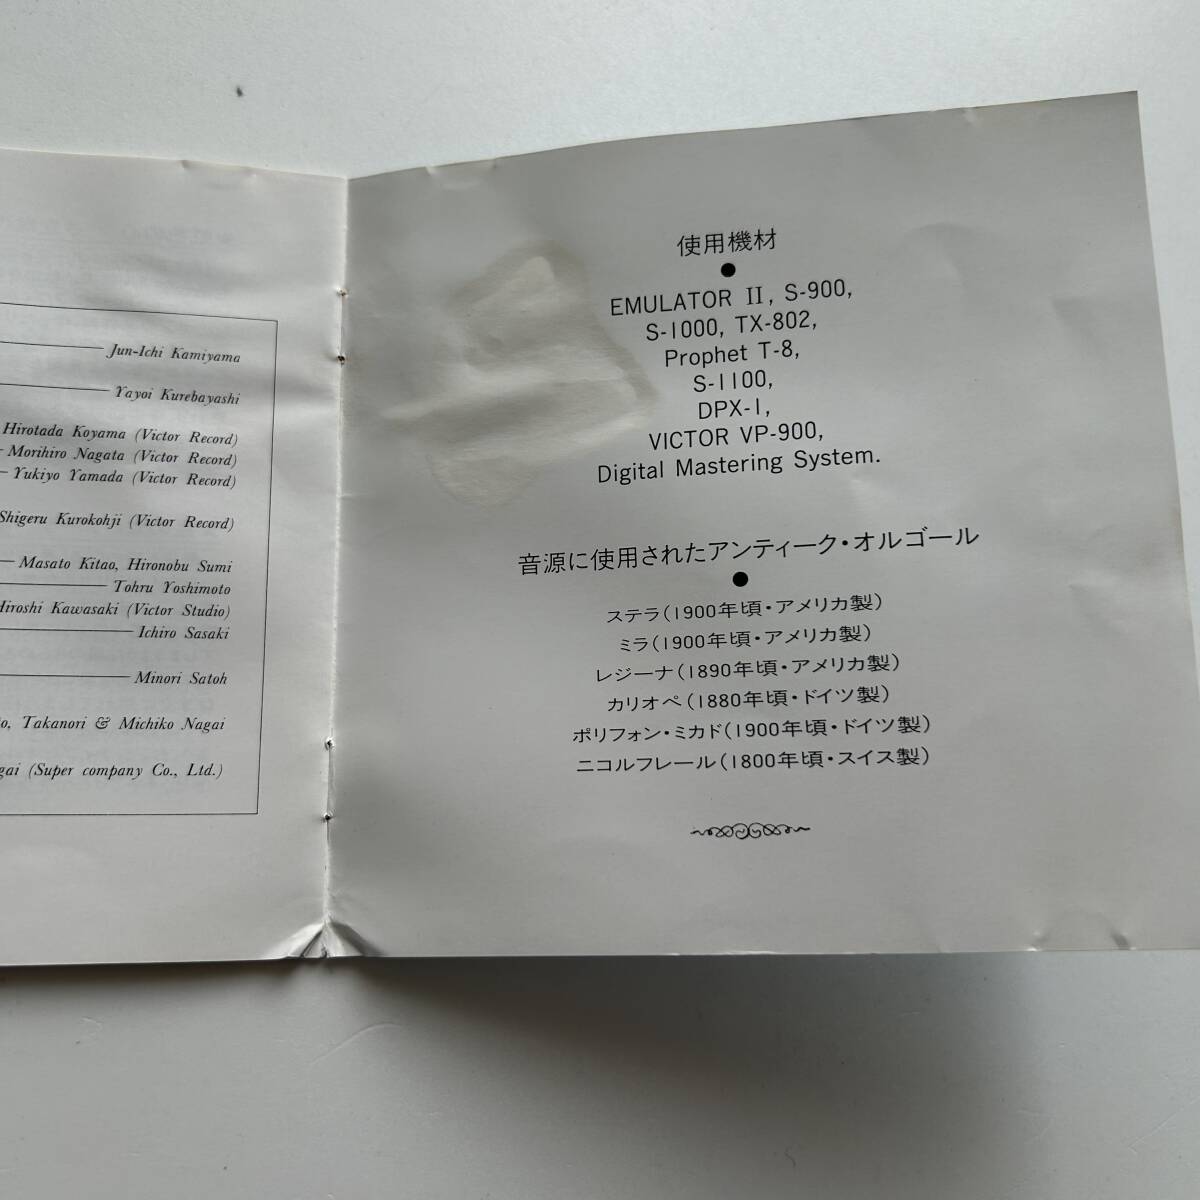 Jun-Ichi Kamiyama
Yayoi Kurebayashi
Hirotada Koyama (Victor Record)
Morihiro Nagata (Victor Record)
Yukiyo Yamada (Victor Record)
Shigeru Kurokohji (Victor Record)
Masato Kitao, Hironobu Sumi
Tohru Yoshimoto
Hiroshi Kawasaki (Victor Studio)
Ichiro Sasaki
Minori Satoh
Takanori & Michiko Nagai
(Super company Co., Ltd.)
使用機材
●
EMULATOR II, S-900,
S-1000, TX-802,
Prophet T-8,
S-1100,
DPX-1,
VICTOR VP-900,
Digital Mastering System.
音源に使用されたアンティーク・オルゴール
●
ステラ(1900年頃・アメリカ製)
ミラ(1900年頃・アメリカ製)
レジーナ(1890年頃・アメリカ製)
カリオペ(1880年頃・ドイツ製)
ポリフォン・ミカド(1900年頃・ドイツ製)
ニコルフレール(1800年頃・スイス製)